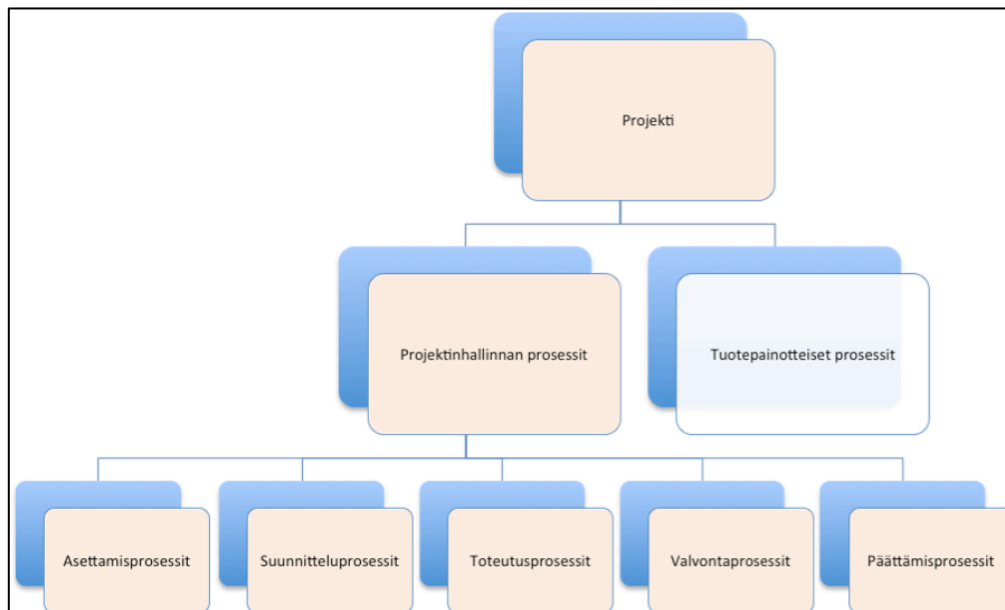 Projekti
Projektinhallinnan prosessit
Tuotepainotteiset prosessit
Asettamisprosessit
Suunnitteluprosessit
Toteutusprosessit
Valvontaprosessit
Päättämisprosessit